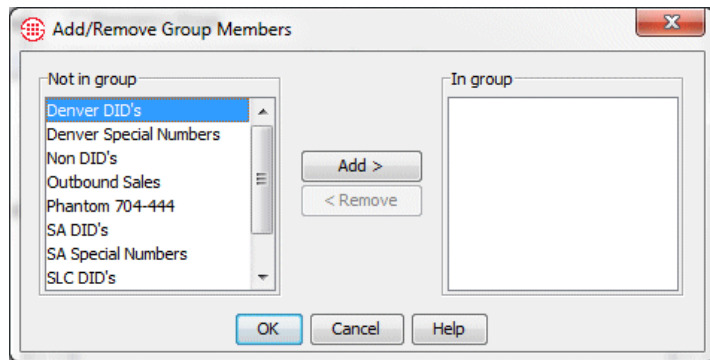 Add/Remove Group Members
Not in group
In group
Denver DID's
Denver Special Numbers
Non DID's
Outbound Sales
Phantom 704-444
SA DID's
SA Special Numbers
SLC DID's
Add >
< Remove
OK
Cancel
Help